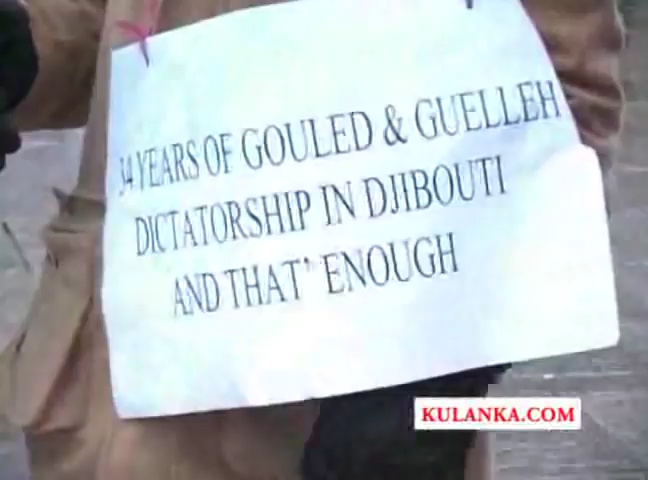 34 YEARS OF GOULED & GUELLEH
DICTATORSHIP IN DJIBOUTI
AND THAT' ENOUGH
KULANKA.COM